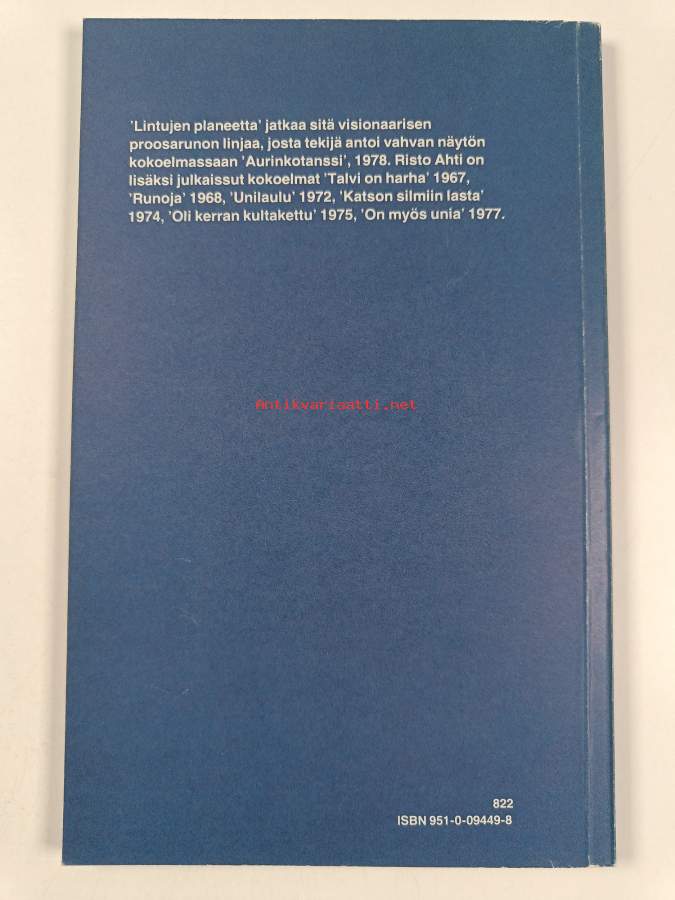 'Lintujen planeetta' jatkaa sitä visionaarisen
proosarunon linjaa, josta tekijä antoi vahvan näytön
kokoelmassaan 'Aurinkotanssi', 1978. Risto Ahti on
lisäksi julkaissut kokoelmat 'Talvi on harha' 1967,
'Runoja' 1968, 'Unilaulu' 1972, 'Katson silmiin lasta'
1974, 'Oli kerran kultakettu' 1975, 'On myös unia' 1977.
Antikvariaatti.net
822
ISBN 951-0-09449-8